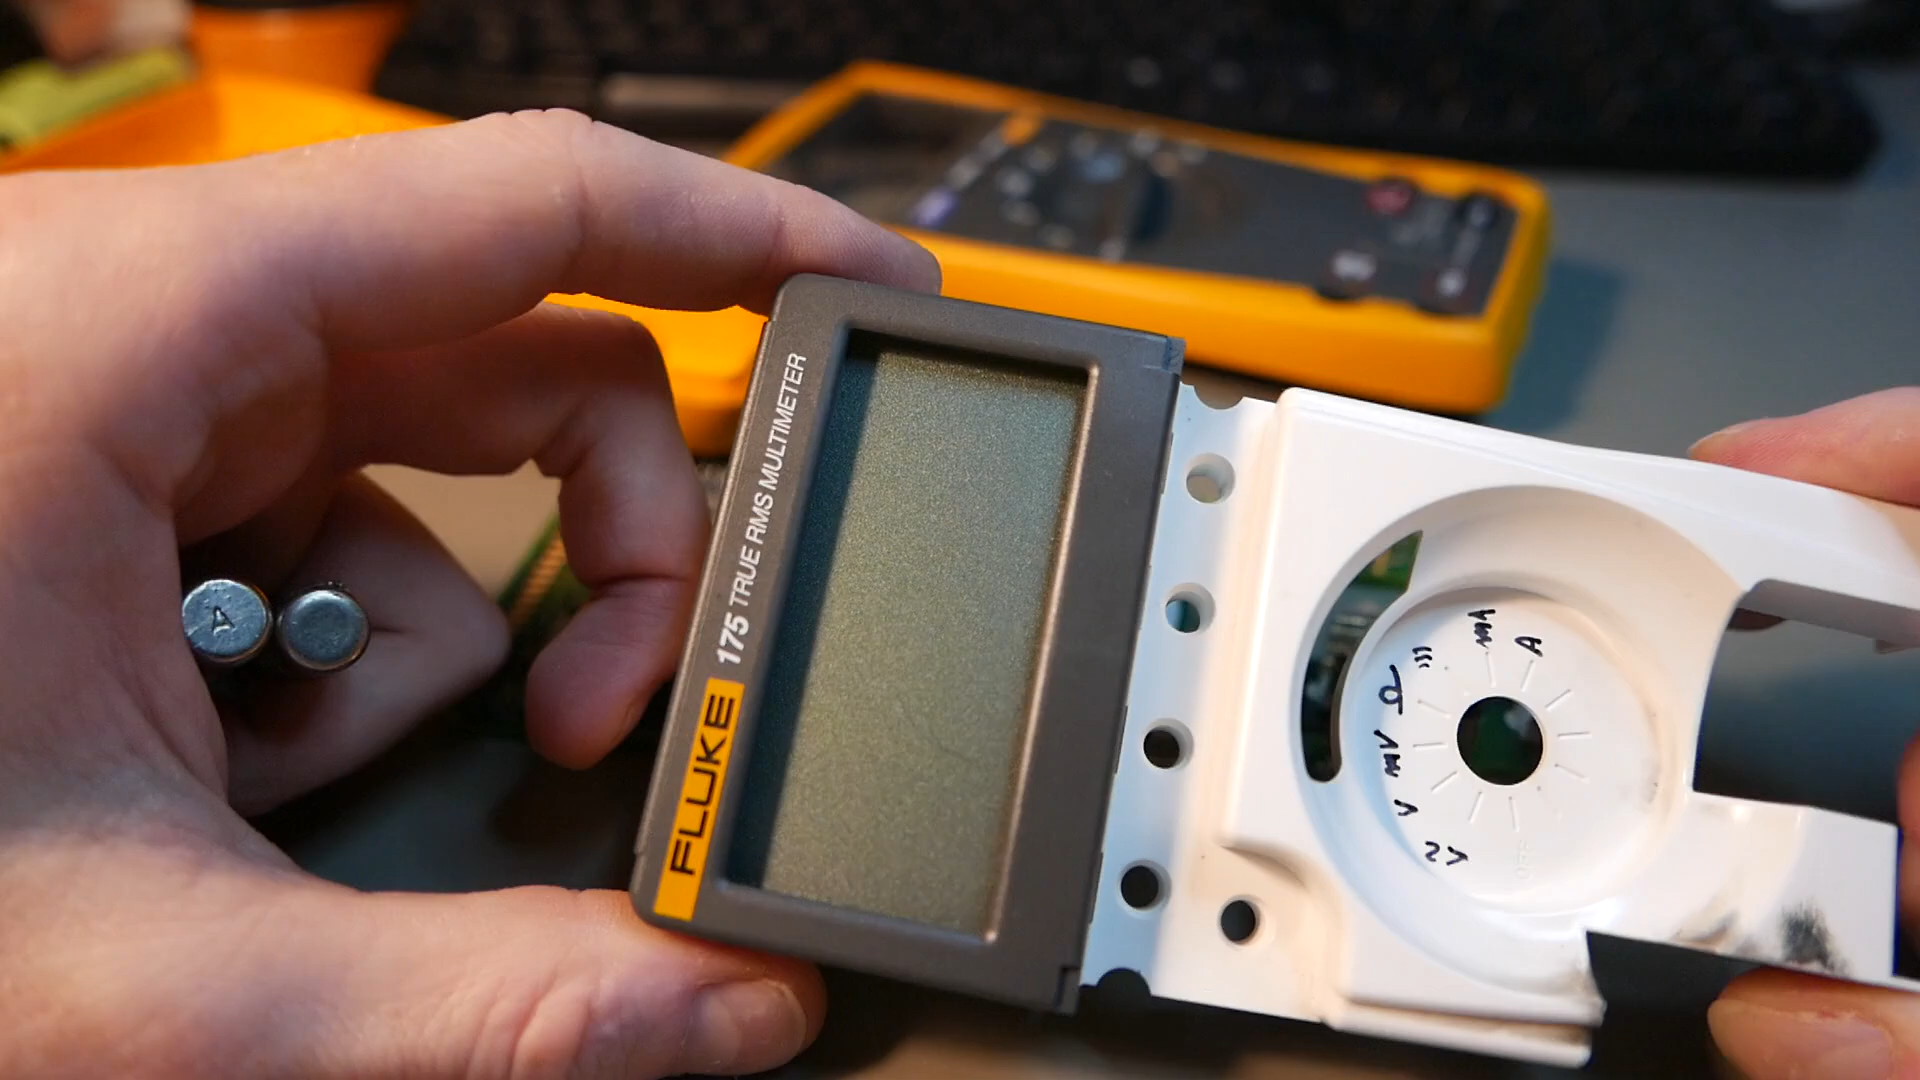 FLUKE 175 TRUE RMS MULTIMETER
A
A
mA
Ω
mV
V
OFF